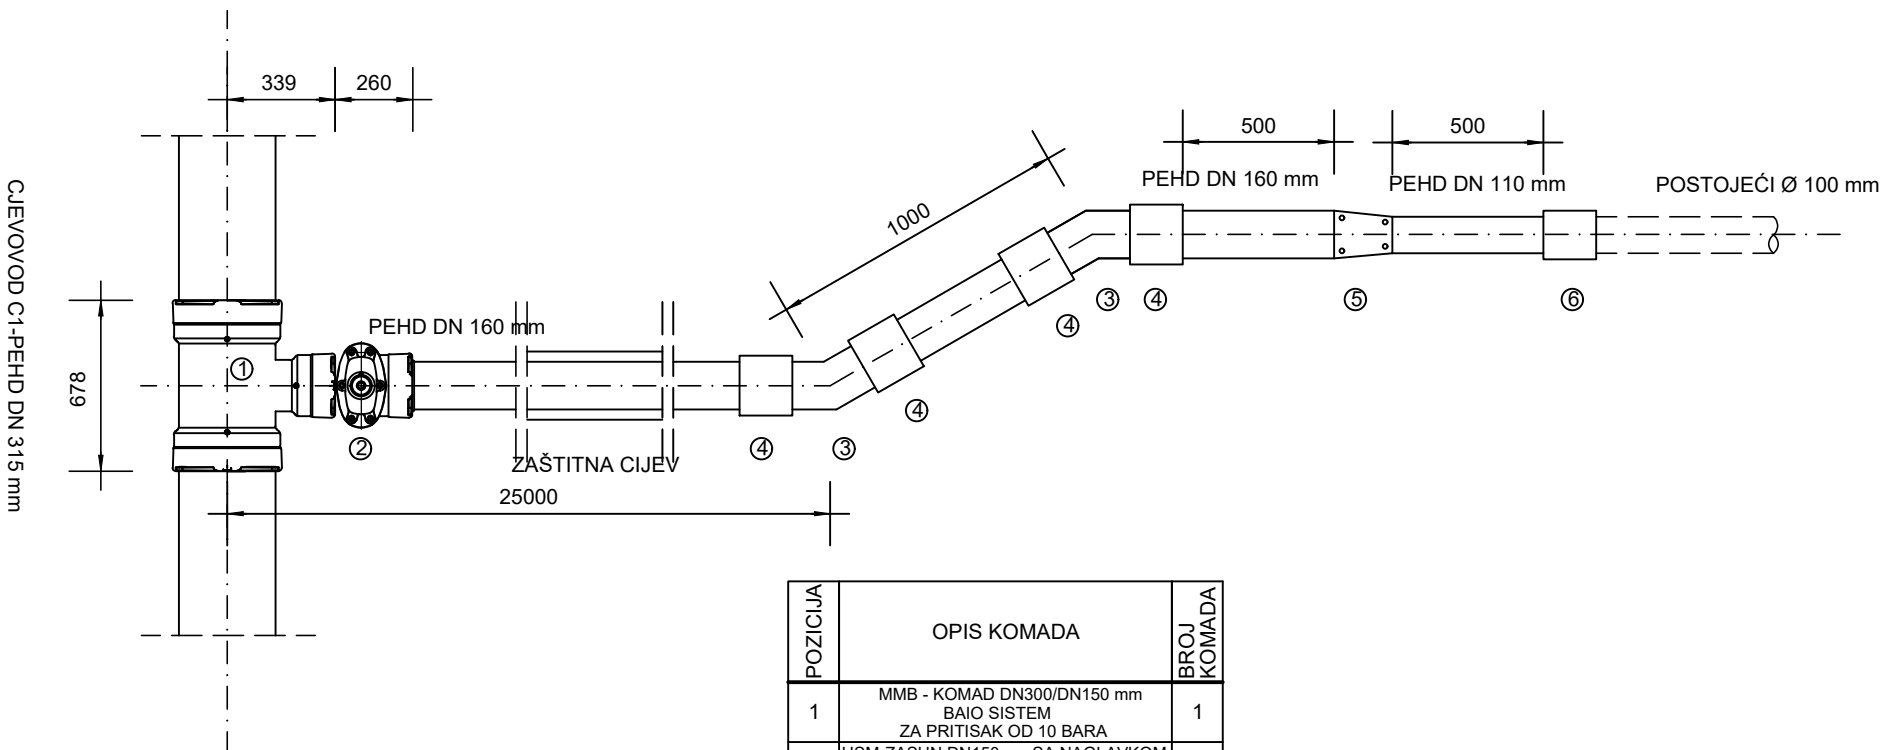 339
260
500
500
PEHD DN 160 mm
PEHD DN 110 mm
POSTOJEĆI Ø 100 mm
1000
CJEVOVOD C1-PEHD DN 315 mm
678
PEHD DN 160 mm
1
2
ZAŠTITNA CIJEV
25000
4
3
4
4
3
4
5
6
POZICIJA
OPIS KOMADA
BROJ
KOMADA
1
MMB - KOMAD DN300/DN150 mm
BAIO SISTEM
ZA PRITISAK OD 10 BARA
1